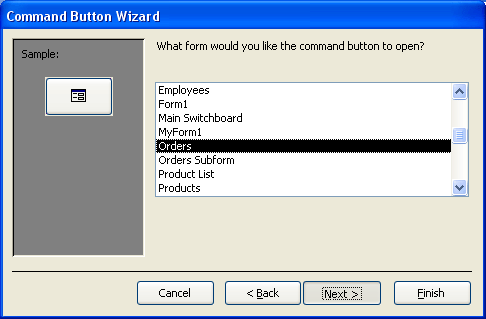 Command Button Wizard
Sample:
What form would you like the command button to open?
Employees
Form1
Main Switchboard
MyForm1
Orders
Orders Subform
Product List
Products
Cancel
< Back
Next >
Finish